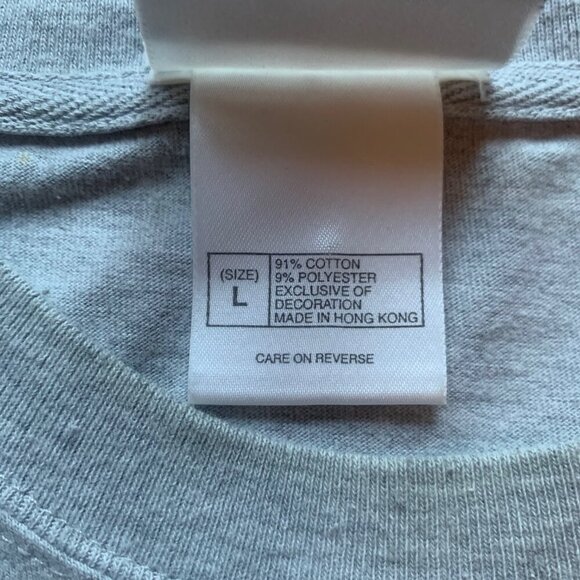 (SIZE)
L
91% COTTON
9% POLYESTER
EXCLUSIVE OF
DECORATION
MADE IN HONG KONG
CARE ON REVERSE